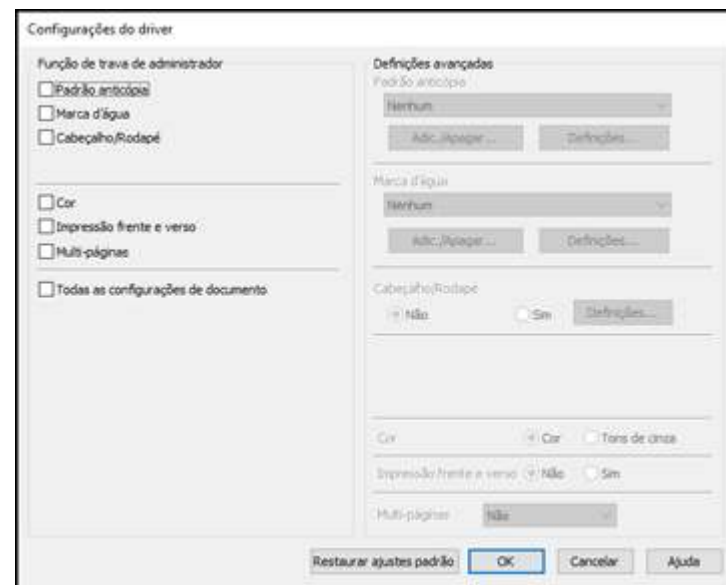 Configurações do driver
Função de trava de administrador
Padrão anticópia
Marca d'água
Cabeçalho/Rodapé
Cor
Impressão frente e verso
Multi-páginas
Todas as configurações de documento
Definições avançadas
Padrão anticópia
Nenhum
Adic./Apagar... Definições...
Marca d'água
Nenhum
Adic./Apagar... Definições...
Cabeçalho/Rodapé
Não Sim Definições...
Cor Cor Tons de cinza
Impressão frente e verso Não Sim
Multi-páginas Não
Restaurar ajustes padrão OK Cancelar Ajuda